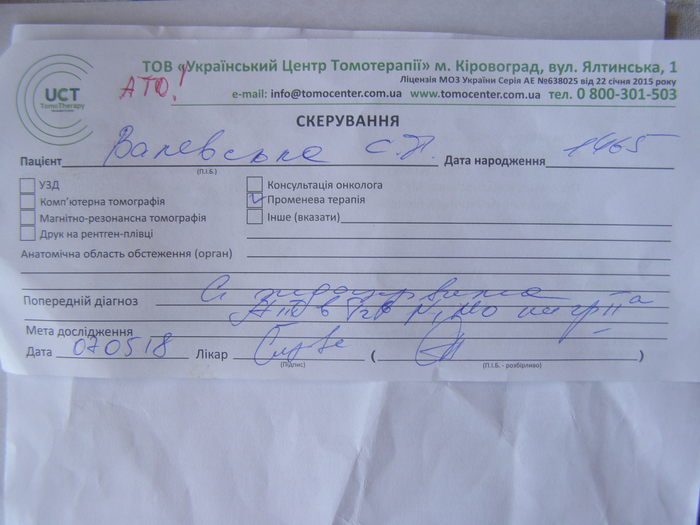 UCT
TomoTherapy
АТО!
ТОВ «Український Центр Томотерапії» м. Кіровоград, вул. Ялтинська, 1
Ліцензія МОЗ України Серія АЕ №638025 від 22 січня 2015 року
e-mail: info@tomocenter.com.ua www.tomocenter.com.ua тел. 0 800-301-503
СКЕРУВАННЯ
Пацієнт Валевська С.П. Дата народження 1965
(П.І.Б.)
УЗД
Комп’ютерна томографія
Магнітно-резонансна томографія
Друк на рентген-плівці
Консультація онколога
Променева терапія
Інше (вказати)
Анатомічна область обстеження (орган)
Попередній діагноз
Мета дослідження
Дата 070518 Лікар ( )
(Підпис) (П.І.Б. - розбірливо)